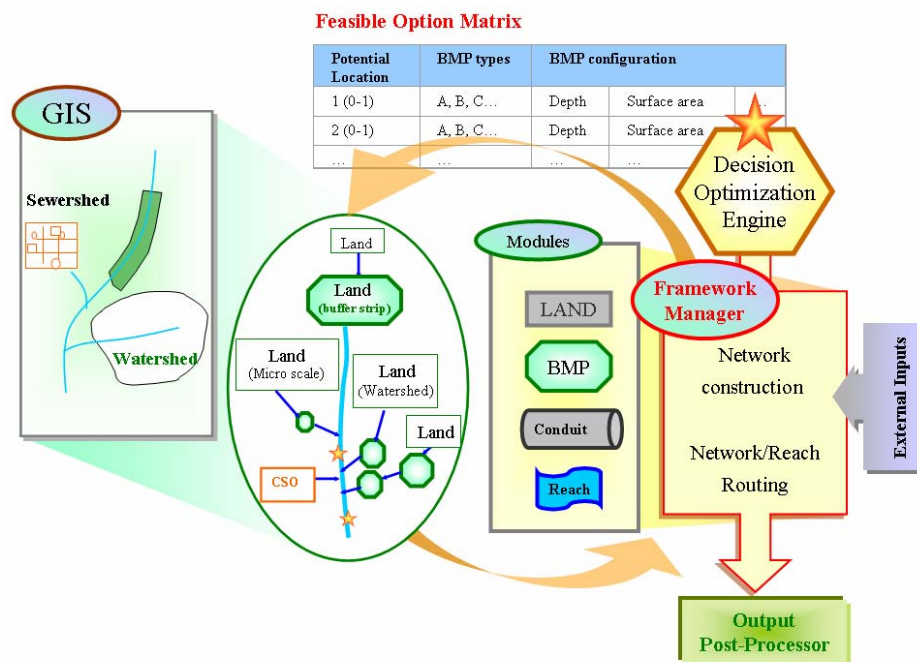 Feasible Option Matrix
Potential Location BMP types BMP configuration
1 (0-1) A, B, C… Depth Surface area
2 (0-1) A, B, C… Depth Surface area
… … … …
GIS
Sewershed
Watershed
Land
Land
(buffer strip)
Land
(Micro scale)
Land
(Watershed)
Land
CSO
Modules
LAND
BMP
Conduit
Reach
Decision
Optimization
Engine
Framework
Manager
Network
construction
Network/Reach
Routing
External Inputs
Output
Post-Processor